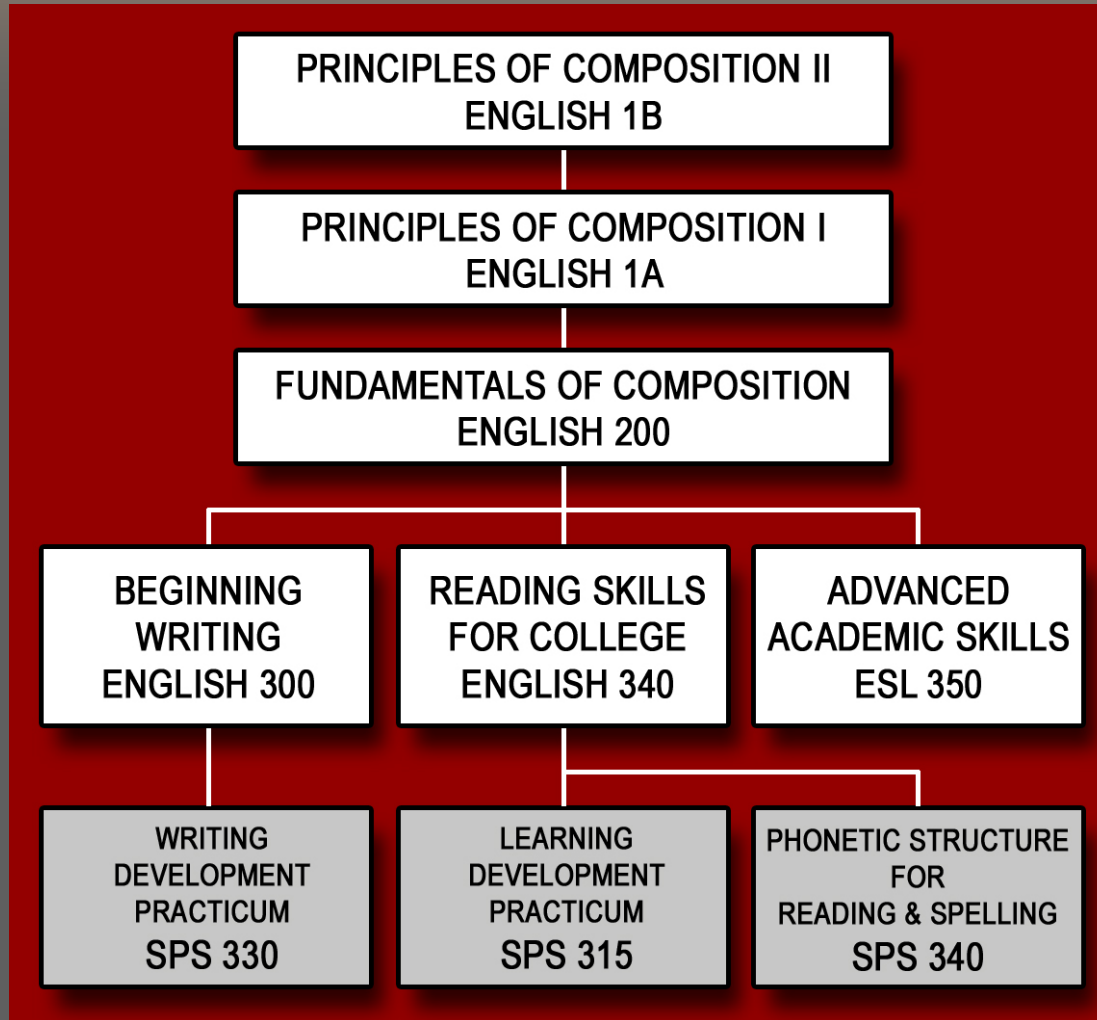 PRINCIPLES OF COMPOSITION II
ENGLISH 1B
PRINCIPLES OF COMPOSITION I
ENGLISH 1A
FUNDAMENTALS OF COMPOSITION
ENGLISH 200
BEGINNING
WRITING
ENGLISH 300
READING SKILLS
FOR COLLEGE
ENGLISH 340
ADVANCED
ACADEMIC SKILLS
ESL 350
WRITING
DEVELOPMENT
PRACTICUM
SPS 330
LEARNING
DEVELOPMENT
PRACTICUM
SPS 315
PHONETIC STRUCTURE
FOR
READING & SPELLING
SPS 340